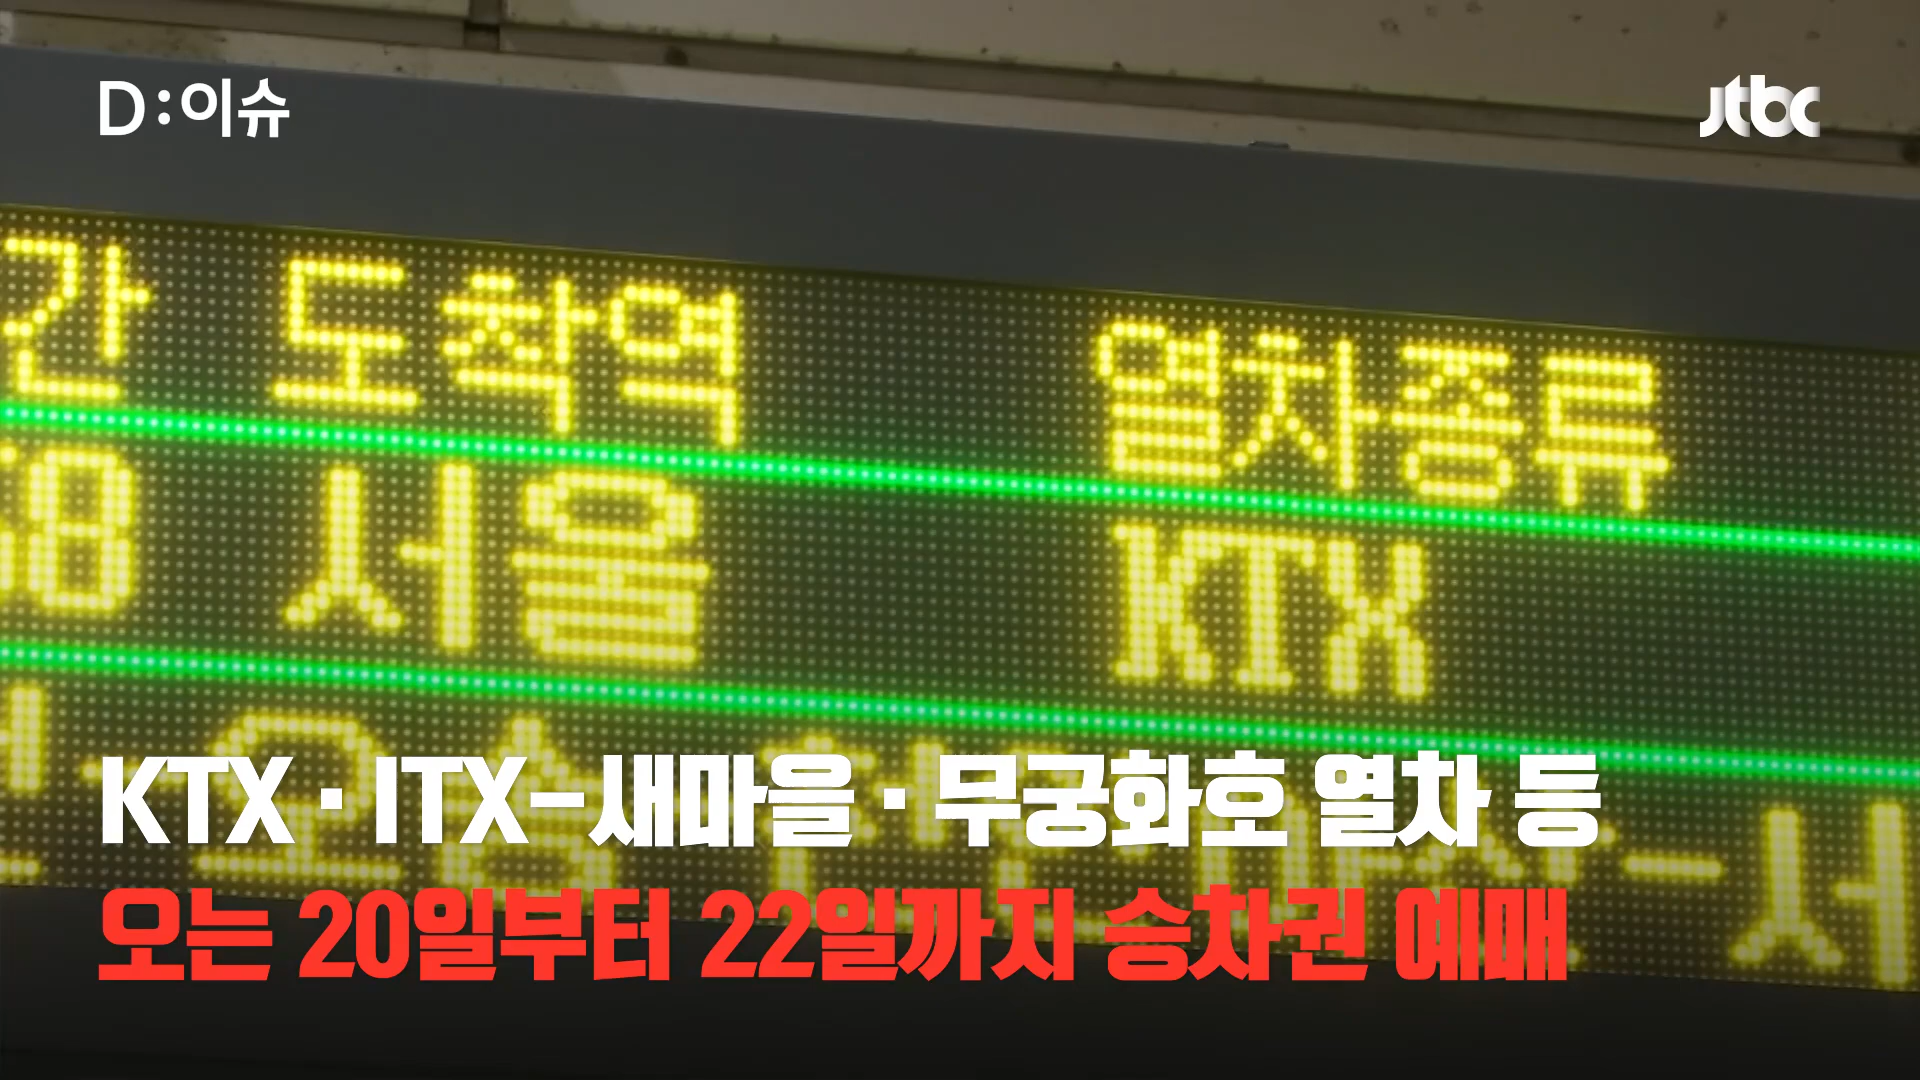 D:이슈
jtbc
간 도착역 열차종류
8 서울 KTX
KTX·ITX-새마을·무궁화호 열차 등
오는 20일부터 22일까지 승차권 예매